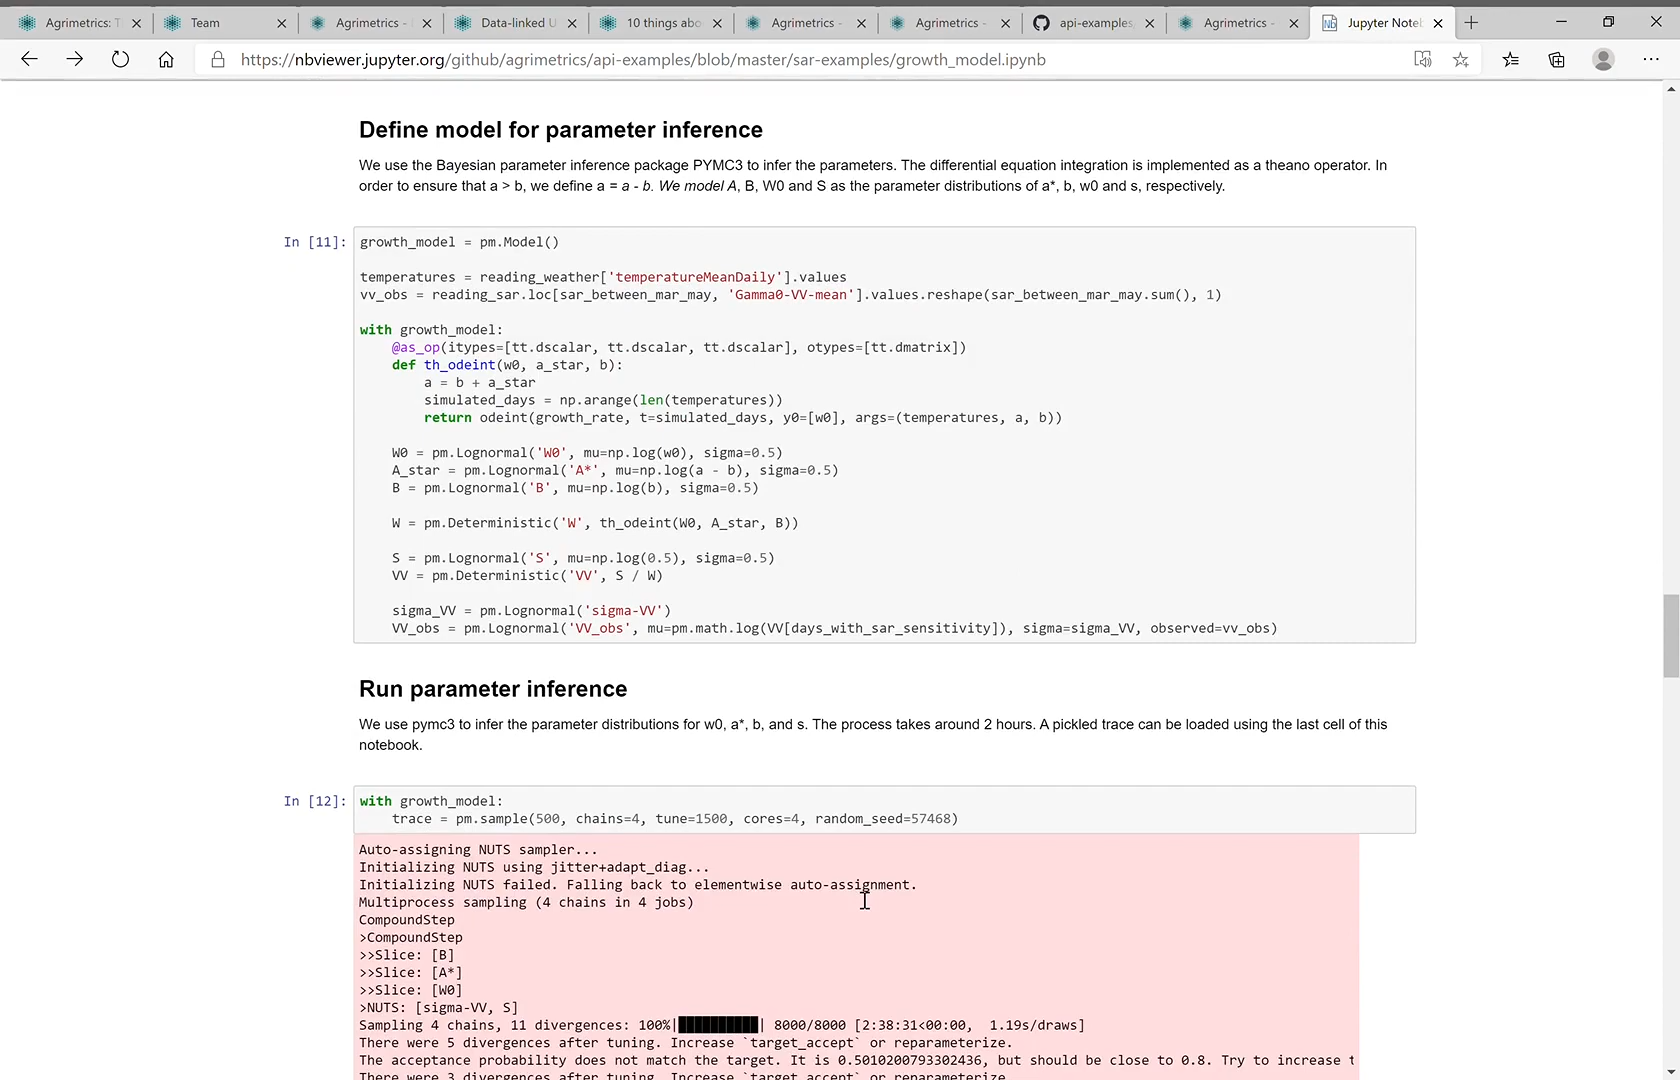 Agrimetrics: T
Team
Agrimetrics -
Data-linked U
10 things abo
Agrimetrics -
Agrimetrics -
api-examples
Agrimetrics -
Jupyter Noteb
https://nbviewer.jupyter.org/github/agrimetrics/api-examples/blob/master/sar-examples/growth_model.ipynb
Define model for parameter inference
We use the Bayesian parameter inference package PYMC3 to infer the parameters. The differential equation integration is implemented as a theano operator. In
order to ensure that a > b, we define a = a - b. We model A, B, W0 and S as the parameter distributions of a*, b, w0 and s, respectively.
In [11]:
growth_model = pm.Model()
temperatures = reading_weather['temperatureMeanDaily'].values
vv_obs = reading_sar.loc[sar_between_mar_may, 'Gamma0-VV-mean'].values.reshape(sar_between_mar_may.sum(), 1)
with growth_model:
@as_op(itypes=[tt.dscalar, tt.dscalar, tt.dscalar], otypes=[tt.dmatrix])
def th_odeint(w0, a_star, b):
a = b + a_star
simulated_days = np.arange(len(temperatures))
return odeint(growth_rate, t=simulated_days, y0=[w0], args=(temperatures, a, b))
W0 = pm.Lognormal('W0', mu=np.log(w0), sigma=0.5)
A_star = pm.Lognormal('A*', mu=np.log(a - b), sigma=0.5)
B = pm.Lognormal('B', mu=np.log(b), sigma=0.5)
W = pm.Deterministic('W', th_odeint(W0, A_star, B))
S = pm.Lognormal('S', mu=np.log(0.5), sigma=0.5)
VV = pm.Deterministic('VV', S / W)
sigma_VV = pm.Lognormal('sigma-VV')
VV_obs = pm.Lognormal('VV_obs', mu=pm.math.log(VV[days_with_sar_sensitivity]), sigma=sigma_VV, observed=vv_obs)
Run parameter inference
We use pymc3 to infer the parameter distributions for w0, a*, b, and s. The process takes around 2 hours. A pickled trace can be loaded using the last cell of this
notebook.
In [12]:
with growth_model:
trace = pm.sample(500, chains=4, tune=1500, cores=4, random_seed=57468)
Auto-assigning NUTS sampler...
Initializing NUTS using jitter+adapt_diag...
Initializing NUTS failed. Falling back to elementwise auto-assignment.
Multiprocess sampling (4 chains in 4 jobs)
CompoundStep
>CompoundStep
>>Slice: [B]
>>Slice: [A*]
>>Slice: [W0]
>NUTS: [sigma-VV, S]
Sampling 4 chains, 11 divergences: 100%|██████████| 8000/8000 [2:38:31<00:00,  1.19s/draws]
There were 5 divergences after tuning. Increase `target_accept` or reparameterize.
The acceptance probability does not match the target. It is 0.5010200793302436, but should be close to 0.8. Try to increase t
There were 3 divergences after tuning. Increase `target_accept` or reparameterize.